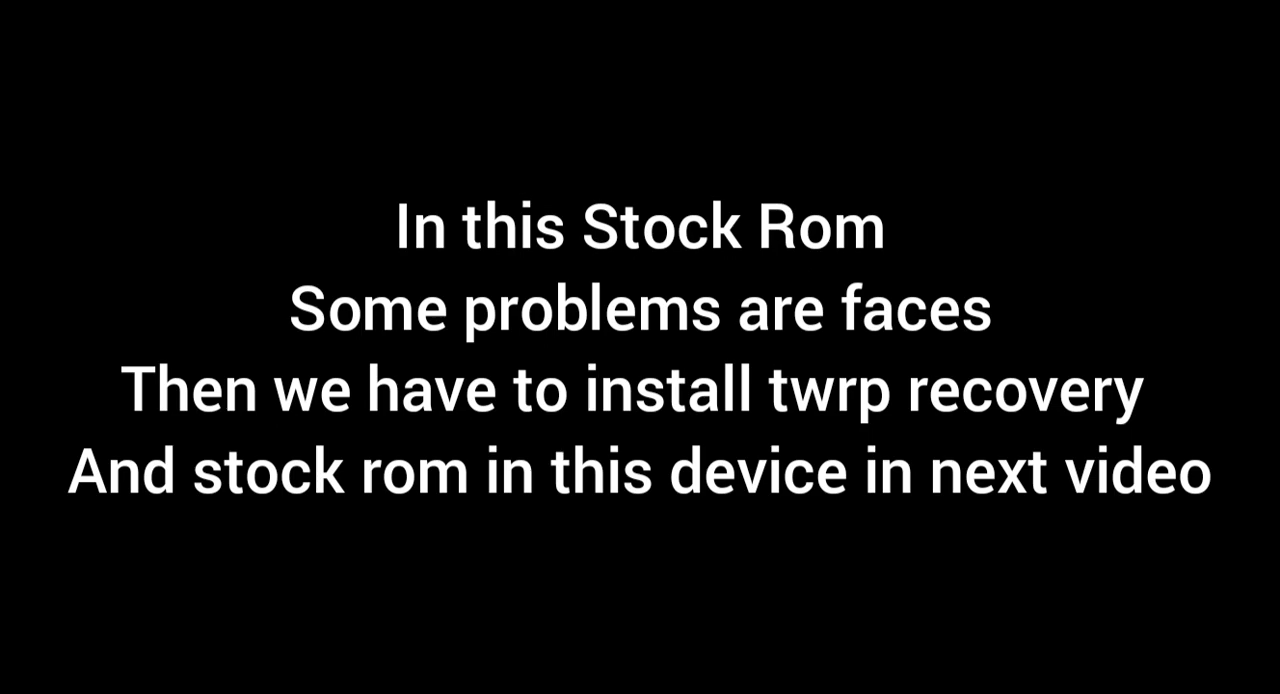 In this Stock Rom
Some problems are faces
Then we have to install twrp recovery
And stock rom in this device in next video